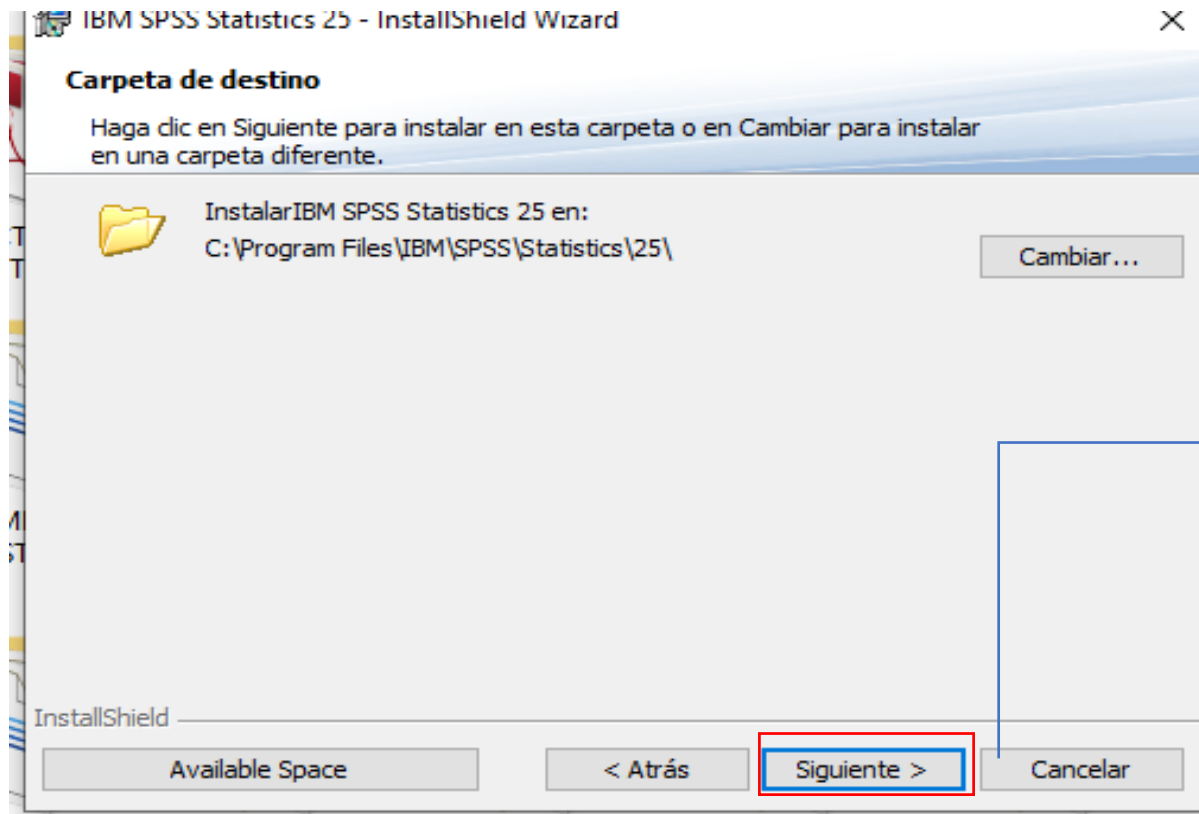 IBM SPSS Statistics 25 - InstallShield Wizard
Carpeta de destino
Haga clic en Siguiente para instalar en esta carpeta o en Cambiar para instalar
en una carpeta diferente.
InstalarIBM SPSS Statistics 25 en:
C:\Program Files\IBM\SPSS\Statistics\25\
Cambiar...
InstallShield
Available Space
< Atrás
Siguiente >
Cancelar